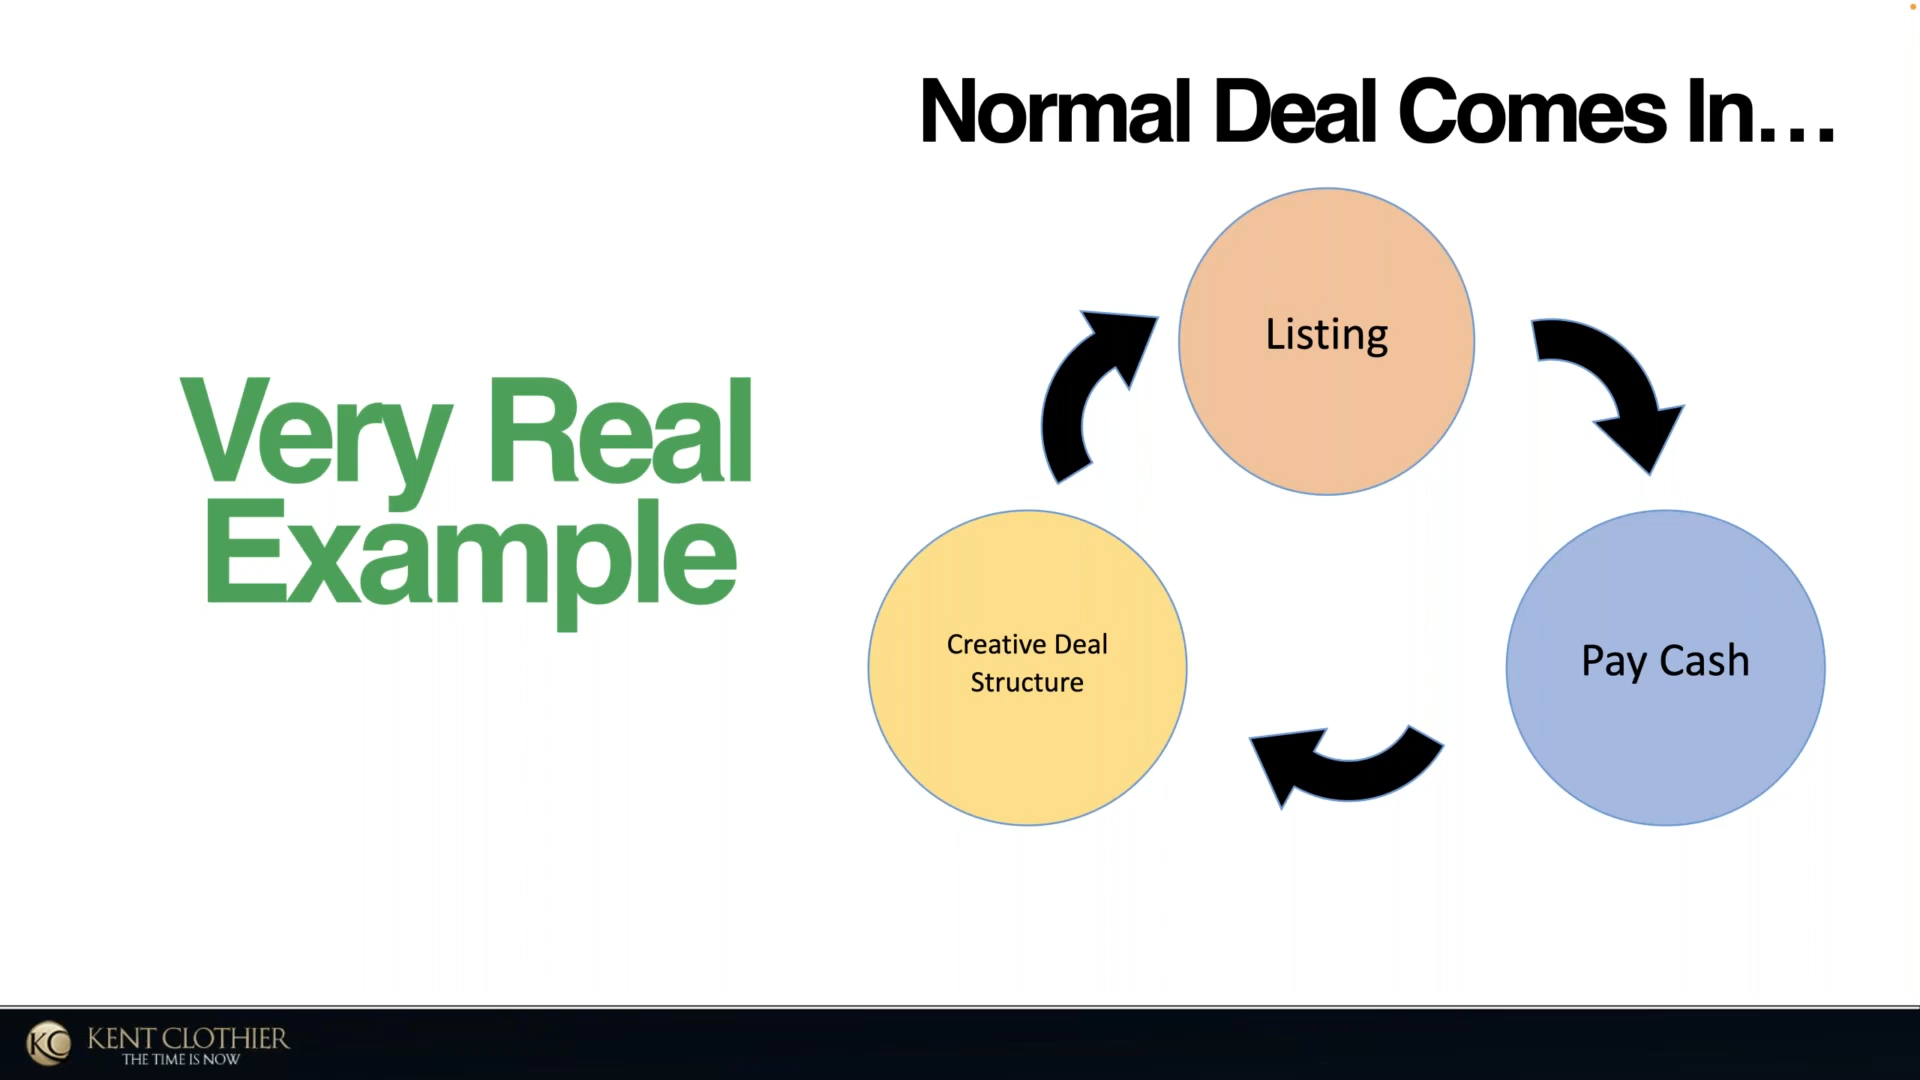 Normal Deal Comes In...
Very Real
Example
Listing
Pay Cash
Creative Deal
Structure
KC
KENT CLOTHIER
THE TIME IS NOW